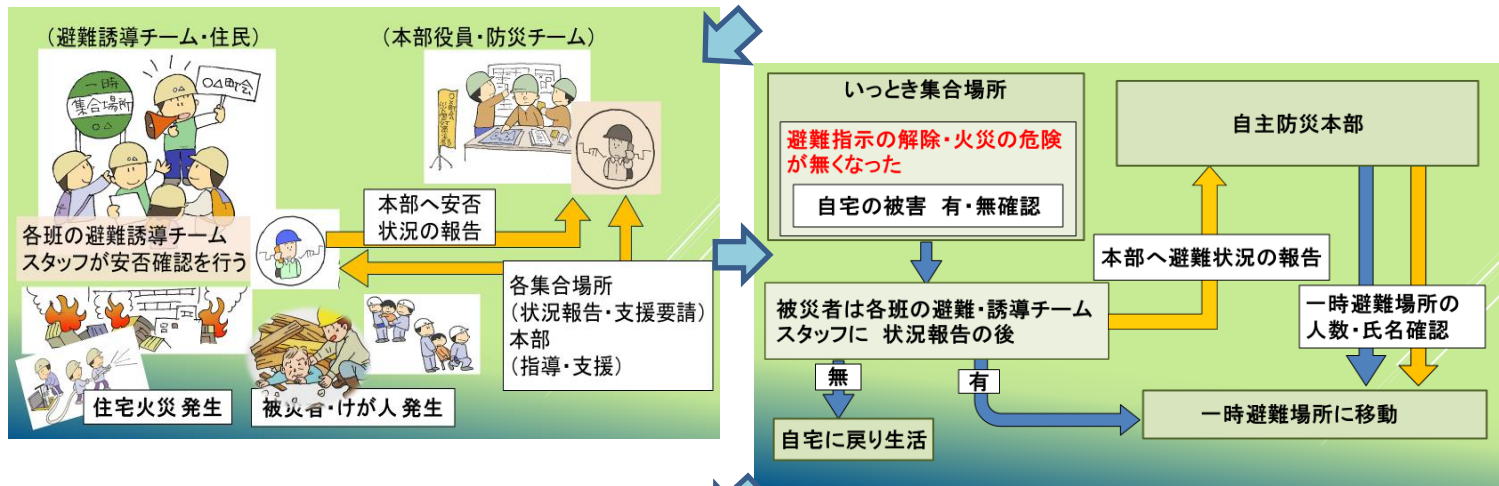 （避難誘導チーム・住民）
（本部役員・防災チーム）
一時
集合場所
○△
○△町会
各班の避難誘導チーム
スタッフが安否確認を行う
本部へ安否
状況の報告
各集合場所
（状況報告・支援要請）
本部
（指導・支援）
住宅火災 発生
被災者・けが人 発生
いっとき集合場所
避難指示の解除・火災の危険
が無くなった
自宅の被害 有・無確認
自主防災本部
本部へ避難状況の報告
被災者は各班の避難・誘導チーム
スタッフに 状況報告の後
一時避難場所の
人数・氏名確認
無
有
自宅に戻り生活
一時避難場所に移動